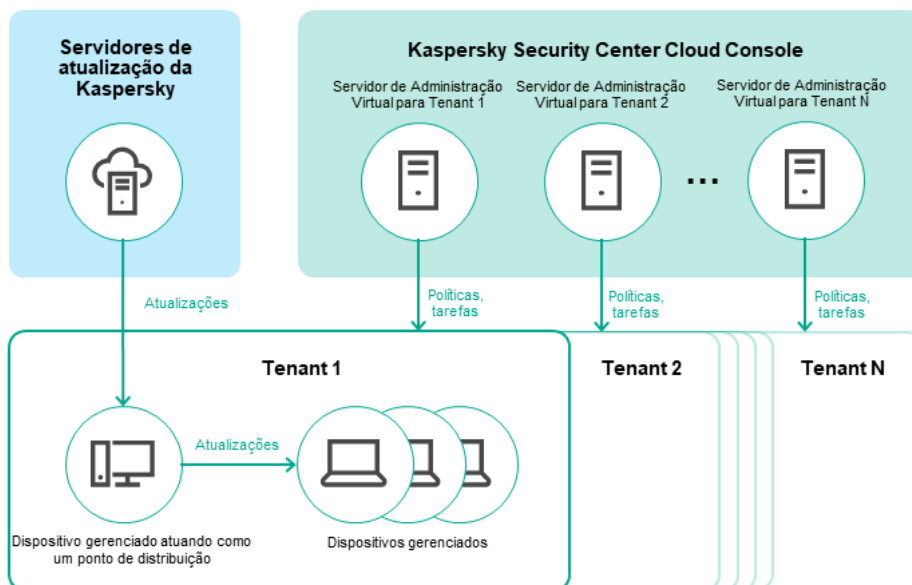 Servidores de
atualização da
Kaspersky
Kaspersky Security Center Cloud Console
Servidor de Administração
Virtual para Tenant 1
Servidor de Administração
Virtual para Tenant 2
Servidor de Administração
Virtual para Tenant N
...
Atualizações
Políticas,
tarefas
Políticas,
tarefas
Políticas,
tarefas
Tenant 1
Tenant 2
Tenant N
Atualizações
Dispositivo gerenciado atuando como
um ponto de distribuição
Dispositivos gerenciados